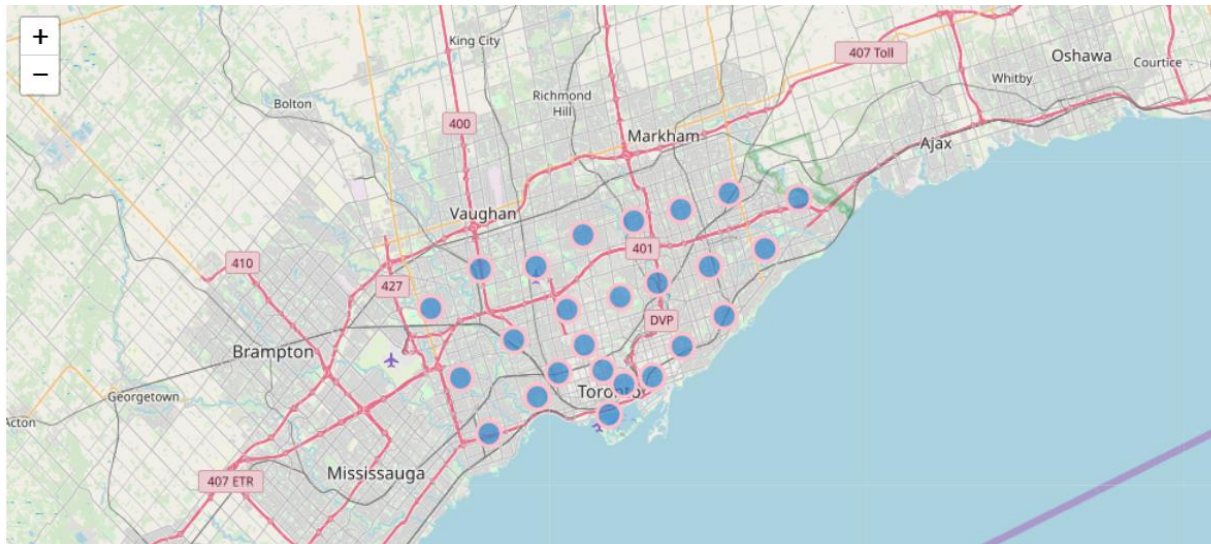 +
−
King City
407 Toll
Oshawa
Courtice
Whitby
Bolton
Richmond
Hill
400
Markham
Ajax
Vaughan
401
410
427
DVP
Brampton
Toronto
Georgetown
Acton
Mississauga
407 ETR